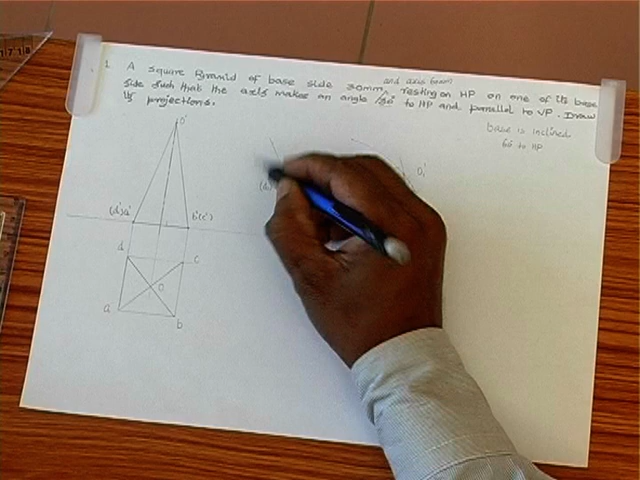 1. A square Pyramid of base side 30mm, and axis 60mm resting on HP on one of its base
side such that the axis makes an angle 30° to HP and parallel to VP. Draw
its projections.
base is inclined
60° to HP
o'
o₁'
(d')a' b'(c')
(d₁
d c
o
a b